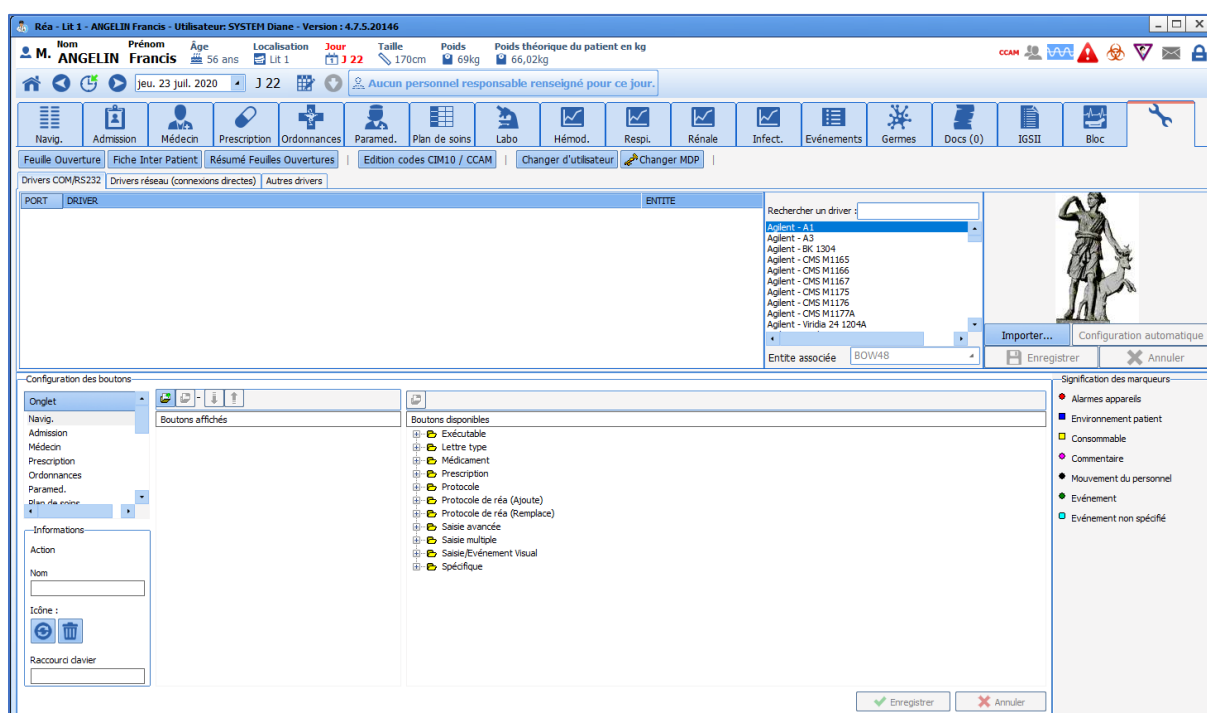 Réa - Lit 1 - ANGELIN Francis - Utilisateur: SYSTEM Diane - Version : 4.7.5.20146
Nom Prénom Âge Localisation Jour Taille Poids Poids théorique du patient en kg
M. ANGELIN Francis 56 ans Lit 1 J 22 170cm 69kg 66,02kg
CCAM
jeu. 23 juil. 2020 J 22 Aucun personnel responsable renseigné pour ce jour.
Navig. Admission Médecin Prescription Ordonnances Paramed. Plan de soins Labo Hémod. Respi. Rénale Infect. Evénements Germes Docs (0) IGSII Bloc
Feuille Ouverture Fiche Inter Patient Résumé Feuilles Ouvertures | Edition codes CIM10 / CCAM | Changer d'utilisateur Changer MDP |
Drivers COM/RS232 Drivers réseau (connexions directes) Autres drivers
PORT DRIVER ENTITE
Rechercher un driver :
Agilent - A1
Agilent - A3
Agilent - BK 1304
Agilent - CMS M1165
Agilent - CMS M1166
Agilent - CMS M1167
Agilent - CMS M1175
Agilent - CMS M1176
Agilent - CMS M1177A
Agilent - Viridia 24 1204A
Entite associée BOW48
Importer... Configuration automatique
Enregistrer Annuler
Configuration des boutons
Onglet
Navig.
Admission
Médecin
Prescription
Ordonnances
Paramed.
Plan de soins
Informations
Action
Nom
Icône :
Raccourci clavier
Boutons affichés
Boutons disponibles
Exécutable
Lettre type
Médicament
Prescription
Protocole
Protocole de réa (Ajoute)
Protocole de réa (Remplace)
Saisie avancée
Saisie multiple
Saisie/Evénement Visual
Spécifique
Enregistrer Annuler
Signification des marqueurs
Alarmes appareils
Environnement patient
Consommable
Commentaire
Mouvement du personnel
Evénement
Evénement non spécifié